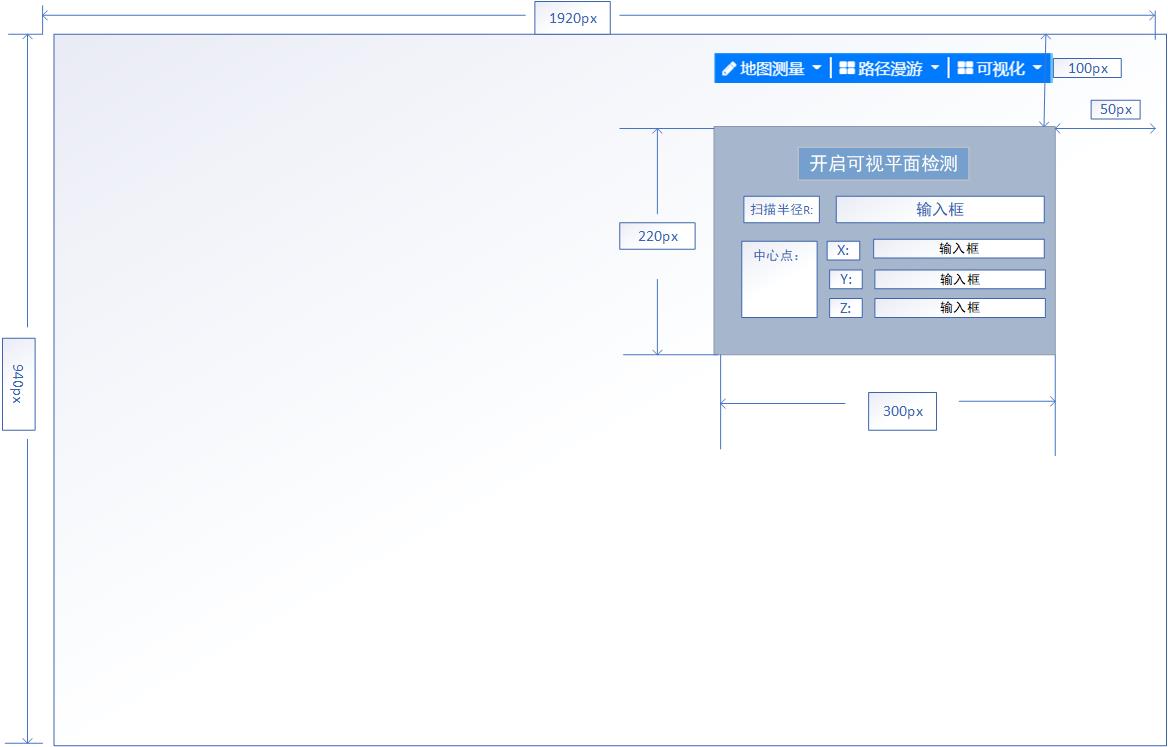 1920px
地图测量 路径漫游 可视化 100px
50px
开启可视平面检测
扫描半径R: 输入框
220px
中心点： X: 输入框
Y: 输入框
Z: 输入框
940px
300px